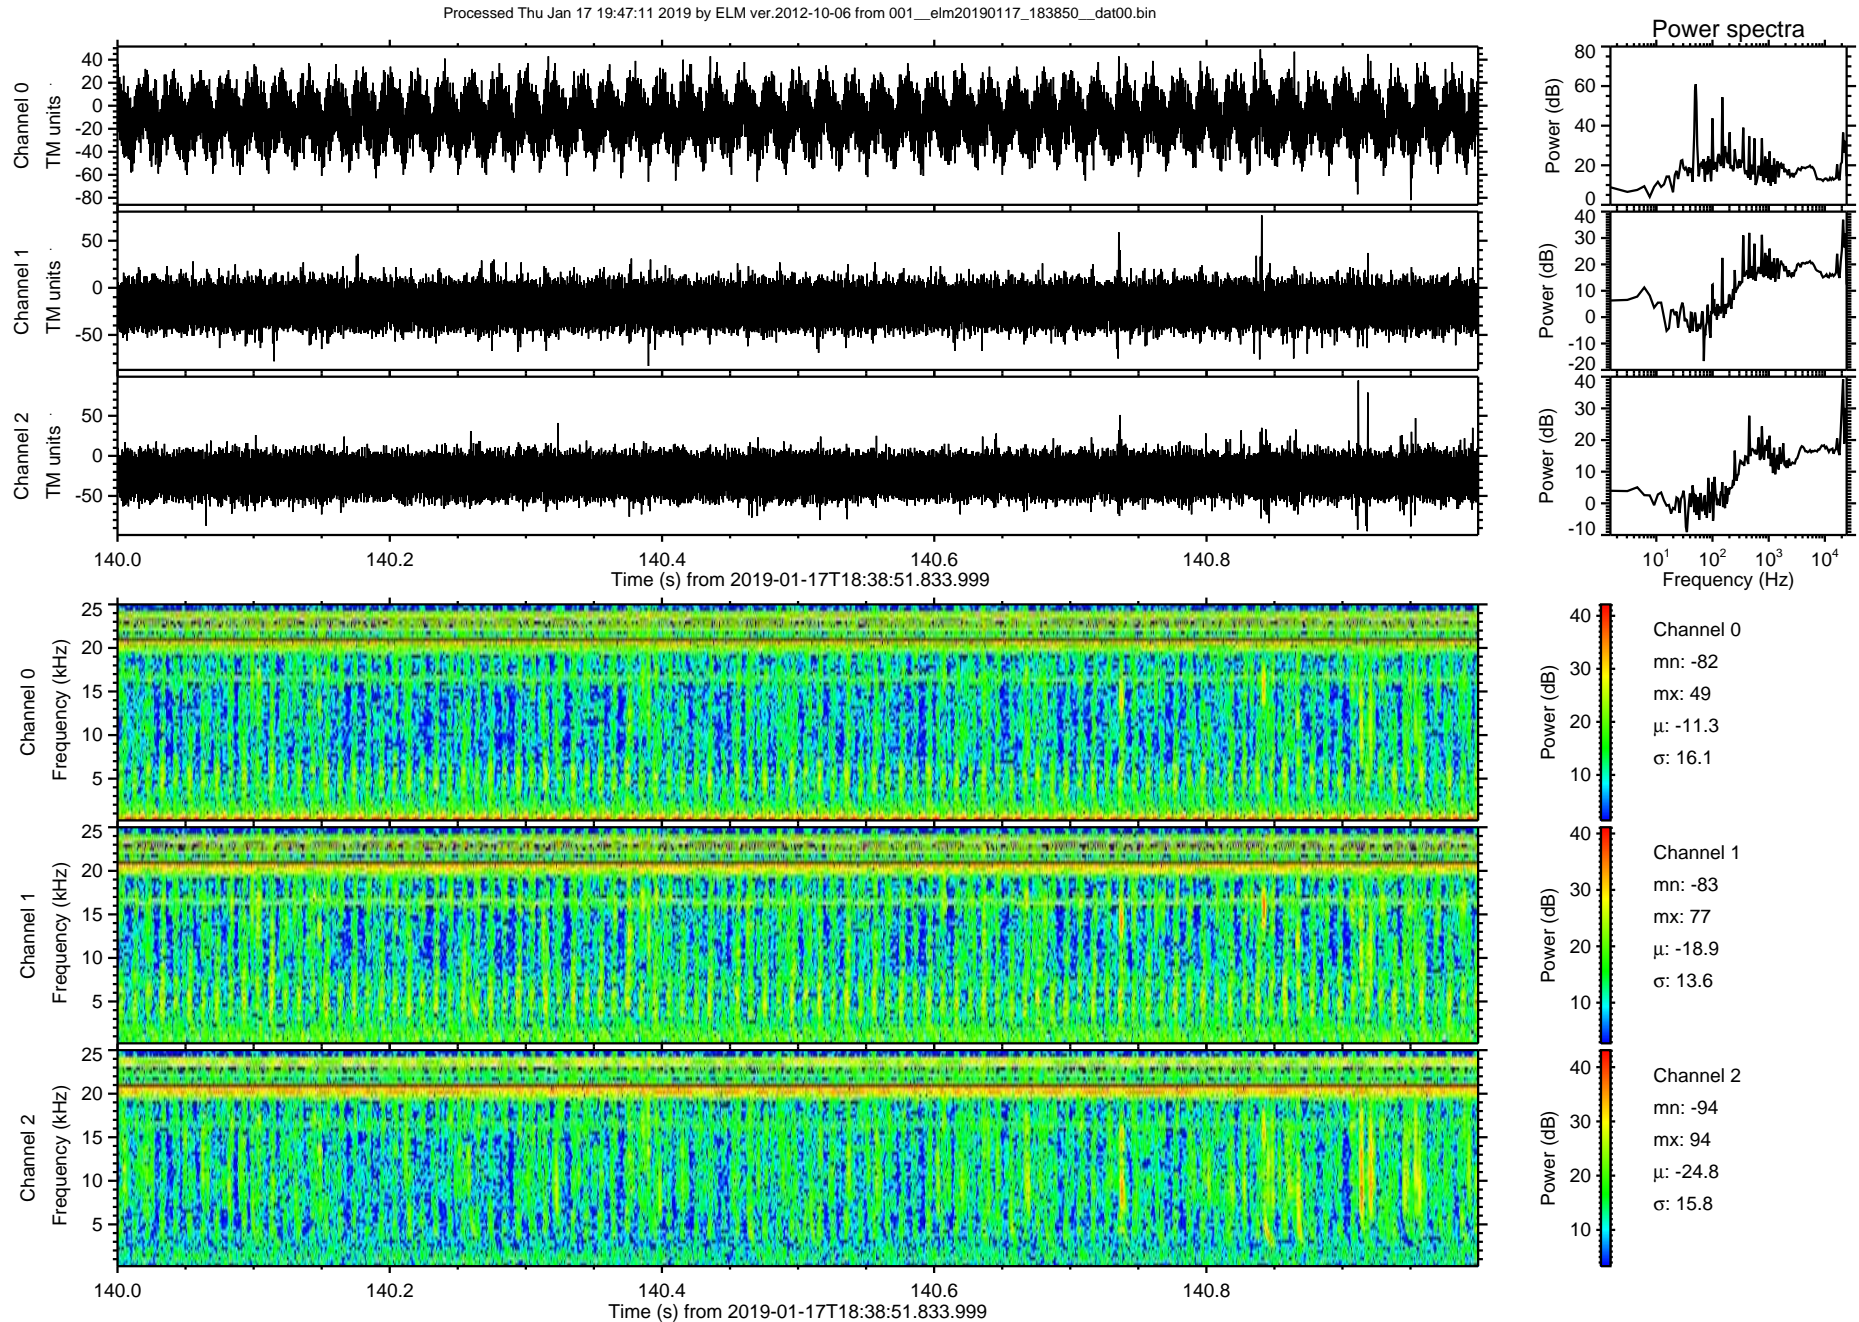 Processed Thu Jan 17 19:47:11 2019 by ELM ver.2012-10-06 from 001__elm20190117_183850__dat00.bin
Power spectra
Channel 0
TM units
40
20
0
-20
-40
-60
-80
Power (dB)
80
60
40
20
0
Channel 1
TM units
50
0
-50
Power (dB)
40
30
20
10
0
-10
-20
Channel 2
TM units
50
0
-50
Power (dB)
40
30
20
10
0
-10
140.0 140.2 140.4 140.6 140.8
Time (s) from 2019-01-17T18:38:51.833.999
10¹ 10² 10³ 10⁴
Frequency (Hz)
Channel 0
Frequency (kHz)
25
20
15
10
5
Power (dB)
40
30
20
10
Channel 0
mn: -82
mx: 49
μ: -11.3
σ: 16.1
Channel 1
Frequency (kHz)
25
20
15
10
5
Power (dB)
40
30
20
10
Channel 1
mn: -83
mx: 77
μ: -18.9
σ: 13.6
Channel 2
Frequency (kHz)
25
20
15
10
5
Power (dB)
40
30
20
10
Channel 2
mn: -94
mx: 94
μ: -24.8
σ: 15.8
140.0 140.2 140.4 140.6 140.8
Time (s) from 2019-01-17T18:38:51.833.999